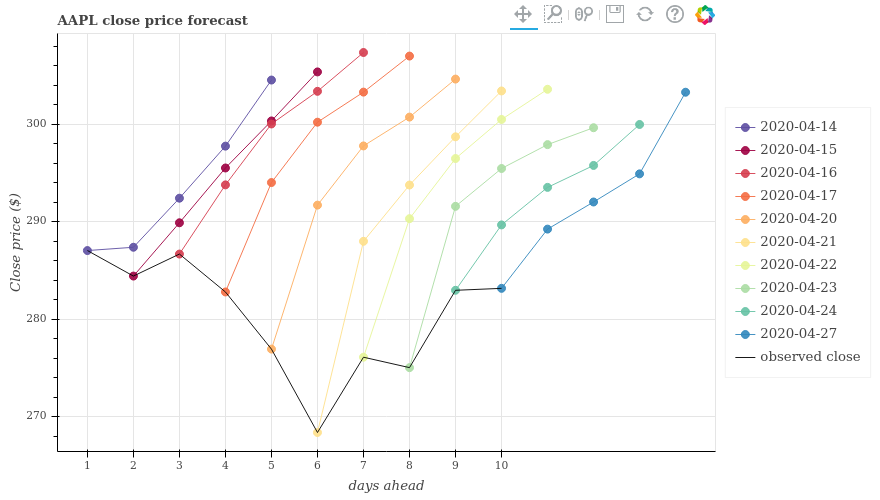 AAPL close price forecast
Close price ($)
300
290
280
270
1 2 3 4 5 6 7 8 9 10
days ahead
2020-04-14
2020-04-15
2020-04-16
2020-04-17
2020-04-20
2020-04-21
2020-04-22
2020-04-23
2020-04-24
2020-04-27
observed close